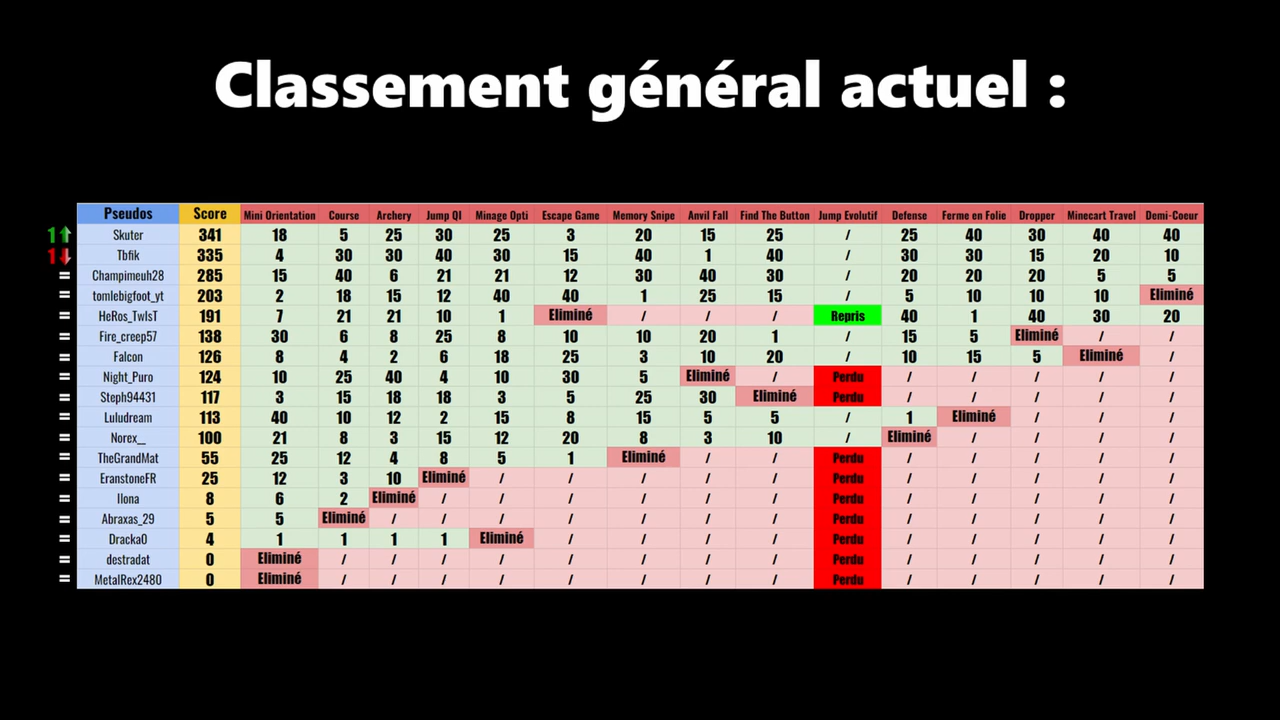 Classement général actuel :
Pseudos Score Mini Orientation Course Archery Jump QI Minage Opti Escape Game Memory Snipe Anvil Fall Find The Button Jump Evolutif Defense Ferme en Folie Dropper Minecart Travel Demi-Coeur
1 Skuter 341 18 5 25 30 25 3 20 15 25 / 25 40 30 40 40
1 Tbfik 335 4 30 30 40 30 15 40 1 40 / 30 30 15 20 10
= Champimeuh28 285 15 40 6 21 21 12 30 40 30 / 20 20 20 5 5
= tomlebigfoot_yt 203 2 18 15 12 40 40 1 25 15 / 5 10 10 10 Eliminé
= HeRos_TwIsT 191 7 21 21 10 1 Eliminé / / / Repris 40 1 40 30 20
= Fire_creep57 138 30 6 8 25 8 10 10 20 1 / 15 5 Eliminé / /
= Falcon 126 8 4 2 6 18 25 3 10 20 / 10 15 5 Eliminé /
= Night_Puro 124 10 25 40 4 10 30 5 Eliminé / Perdu / / / / /
= Steph94431 117 3 15 18 18 3 5 25 30 Eliminé Perdu / / / / /
= Luludream 113 40 10 12 2 15 8 15 5 5 / 1 Eliminé / / /
= Norex__ 100 21 8 3 15 12 20 8 3 10 / Eliminé / / / /
= TheGrandMat 55 25 12 4 8 5 1 Eliminé / / Perdu / / / / /
= EranstoneFR 25 12 3 10 Eliminé / / / / / Perdu / / / / /
= Ilona 8 6 2 Eliminé / / / / / / Perdu / / / / /
= Abraxas_29 5 5 Eliminé / / / / / / / Perdu / / / / /
= Dracka0 4 1 1 1 1 Eliminé / / / / Perdu / / / / /
= destradat 0 Eliminé / / / / / / / / Perdu / / / / /
= MetalRex2480 0 Eliminé / / / / / / / / Perdu / / / / /